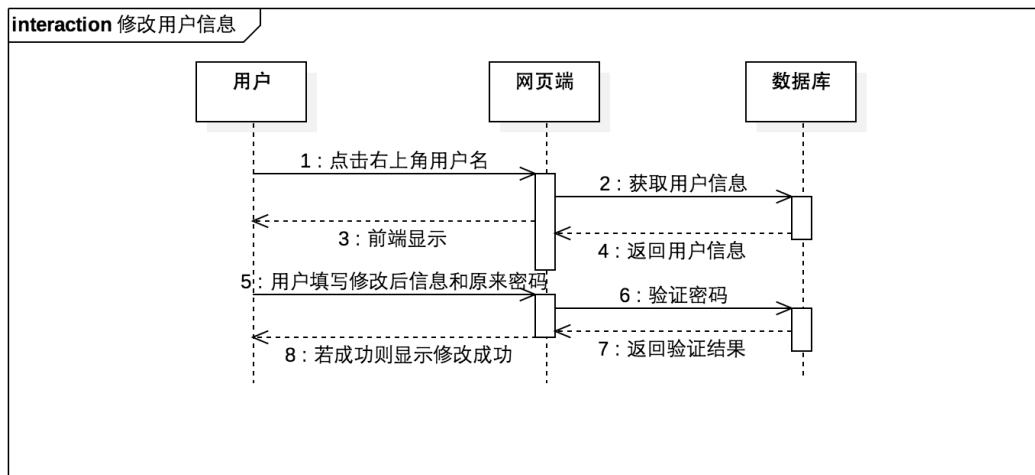 interaction 修改用户信息
用户
网页端
数据库
1 : 点击右上角用户名
2 : 获取用户信息
3 : 前端显示
4 : 返回用户信息
5 : 用户填写修改后信息和原来密码
6 : 验证密码
7 : 返回验证结果
8 : 若成功则显示修改成功